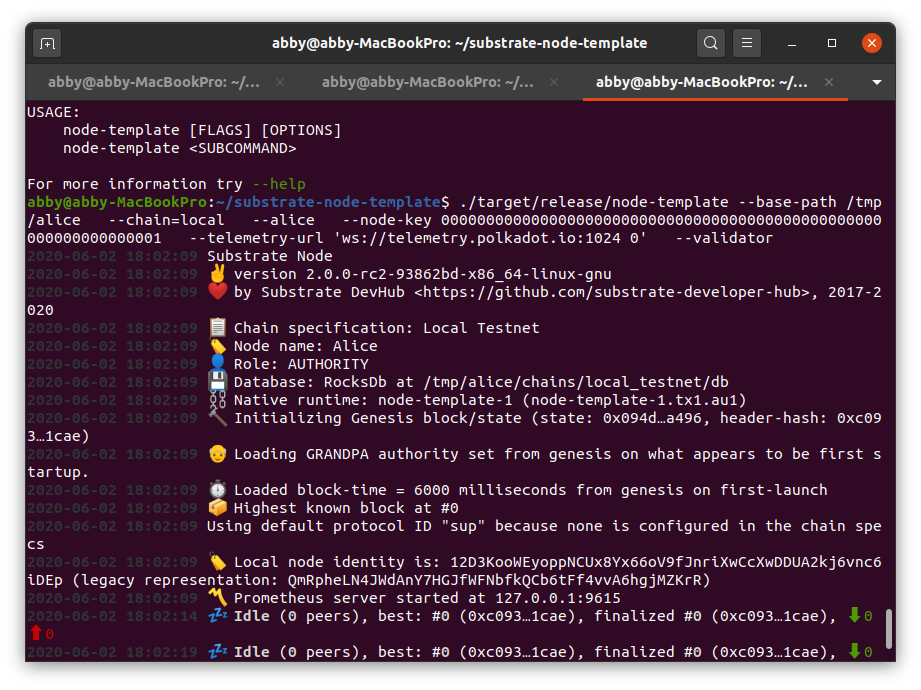 abby@abby-MacBookPro: ~/substrate-node-template
abby@abby-MacBookPro: ~/... abby@abby-MacBookPro: ~/... abby@abby-MacBookPro: ~/...
USAGE:
node-template [FLAGS] [OPTIONS]
node-template <SUBCOMMAND>
For more information try --help
abby@abby-MacBookPro:~/substrate-node-template$ ./target/release/node-template --base-path /tmp
/alice   --chain=local   --alice   --node-key 0000000000000000000000000000000000000000000000000
000000000000001   --telemetry-url 'ws://telemetry.polkadot.io:1024 0'   --validator
2020-06-02 18:02:09 Substrate Node
2020-06-02 18:02:09 ✌️ version 2.0.0-rc2-93862bd-x86_64-linux-gnu
2020-06-02 18:02:09 ❤️ by Substrate DevHub <https://github.com/substrate-developer-hub>, 2017-2
020
2020-06-02 18:02:09 📋 Chain specification: Local Testnet
2020-06-02 18:02:09 🏷 Node name: Alice
2020-06-02 18:02:09 👤 Role: AUTHORITY
2020-06-02 18:02:09 💾 Database: RocksDb at /tmp/alice/chains/local_testnet/db
2020-06-02 18:02:09 ⛓ Native runtime: node-template-1 (node-template-1.tx1.au1)
2020-06-02 18:02:09 🔨 Initializing Genesis block/state (state: 0x094d…a496, header-hash: 0xc09
3…1cae)
2020-06-02 18:02:09 👴 Loading GRANDPA authority set from genesis on what appears to be first s
tartup.
2020-06-02 18:02:09 ⏱ Loaded block-time = 6000 milliseconds from genesis on first-launch
2020-06-02 18:02:09 📦 Highest known block at #0
2020-06-02 18:02:09 Using default protocol ID "sup" because none is configured in the chain spe
cs
2020-06-02 18:02:09 🏷 Local node identity is: 12D3KooWEyoppNCUx8Yx66oV9fJnriXwCcXwDDUA2kj6vnc6
iDEp (legacy representation: QmRpheLN4JWdAnY7HGJfWFNbfkQCb6tFf4vvA6hgjMZKrR)
2020-06-02 18:02:09 〽️ Prometheus server started at 127.0.0.1:9615
2020-06-02 18:02:14 💤 Idle (0 peers), best: #0 (0xc093…1cae), finalized #0 (0xc093…1cae), ⬇ 0
⬆ 0
2020-06-02 18:02:19 💤 Idle (0 peers), best: #0 (0xc093…1cae), finalized #0 (0xc093…1cae), ⬇ 0